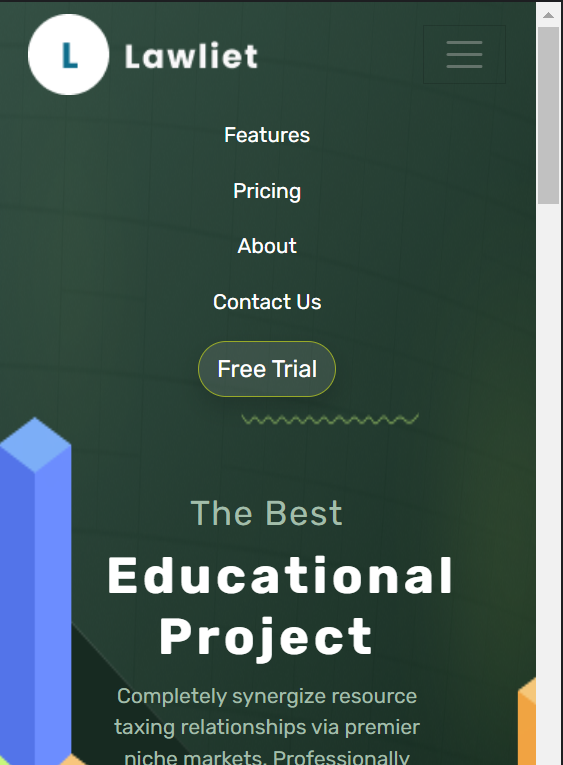 L
Lawliet
Features
Pricing
About
Contact Us
Free Trial
The Best
Educational
Project
Completely synergize resource
taxing relationships via premier
niche markets. Professionally